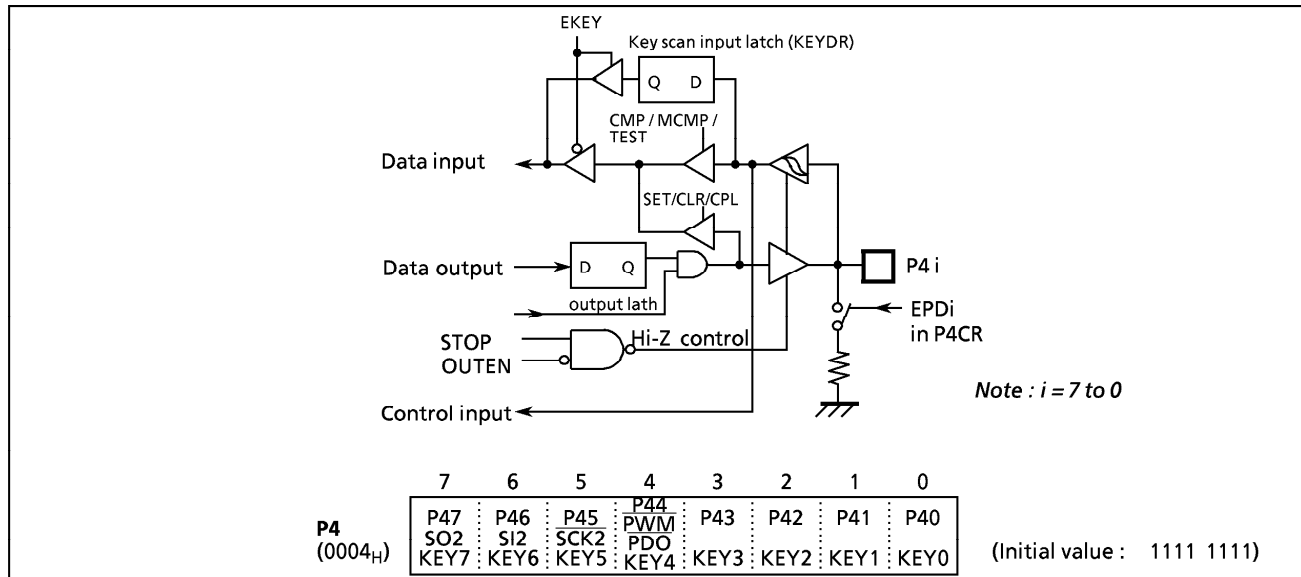 EKEY
Key scan input latch (KEYDR)
Q D
CMP / MCMP /
TEST
Data input
SET/CLR/CPL
Data output
D Q
P4 i
output lath
EPDi
in P4CR
STOP
Hi-Z control
OUTEN
Note : i = 7 to 0
Control input
7 6 5 4 3 2 1 0
P4
(0004H)
P47 P46 P45 P44 P43 P42 P41 P40
SO2 SI2 SCK2 PWM
PDO
KEY7 KEY6 KEY5 KEY4 KEY3 KEY2 KEY1 KEY0
(Initial value : 1111 1111)